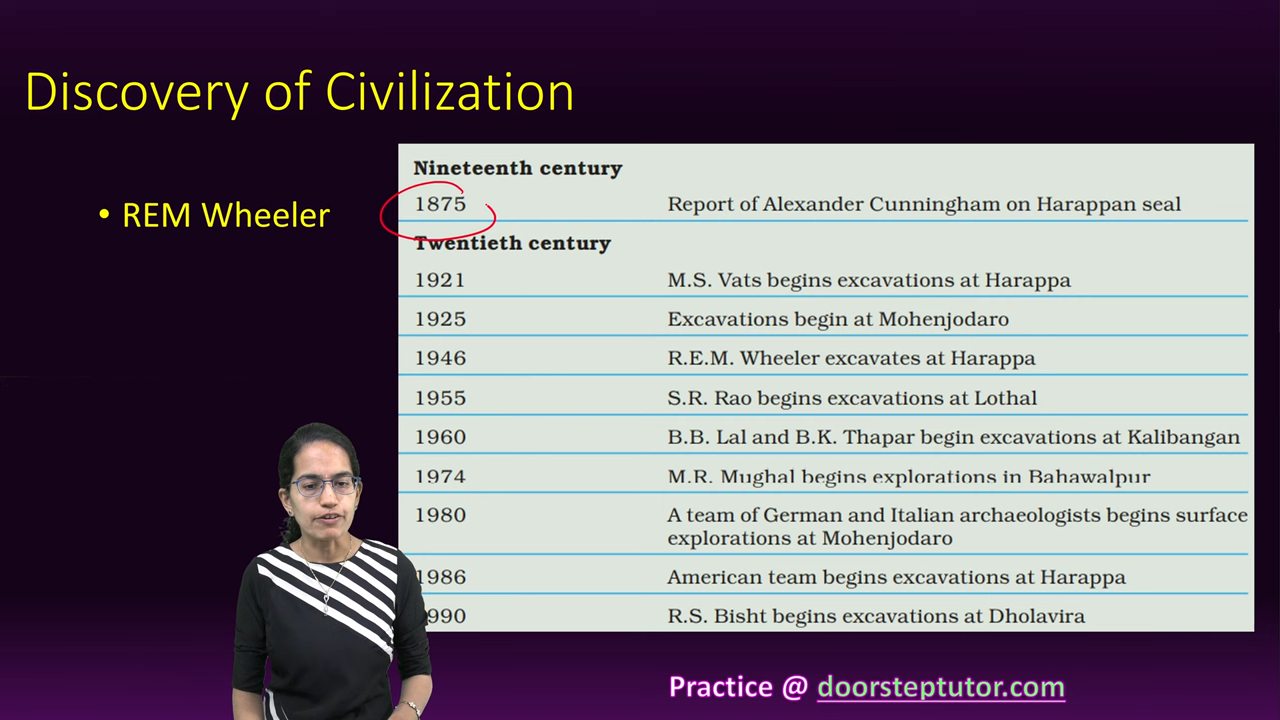 Discovery of Civilization
• REM Wheeler
Nineteenth century
1875 Report of Alexander Cunningham on Harappan seal
Twentieth century
1921 M.S. Vats begins excavations at Harappa
1925 Excavations begin at Mohenjodaro
1946 R.E.M. Wheeler excavates at Harappa
1955 S.R. Rao begins excavations at Lothal
1960 B.B. Lal and B.K. Thapar begin excavations at Kalibangan
1974 M.R. Mughal begins explorations in Bahawalpur
1980 A team of German and Italian archaeologists begins surface
explorations at Mohenjodaro
1986 American team begins excavations at Harappa
990 R.S. Bisht begins excavations at Dholavira
Practice @ doorsteptutor.com